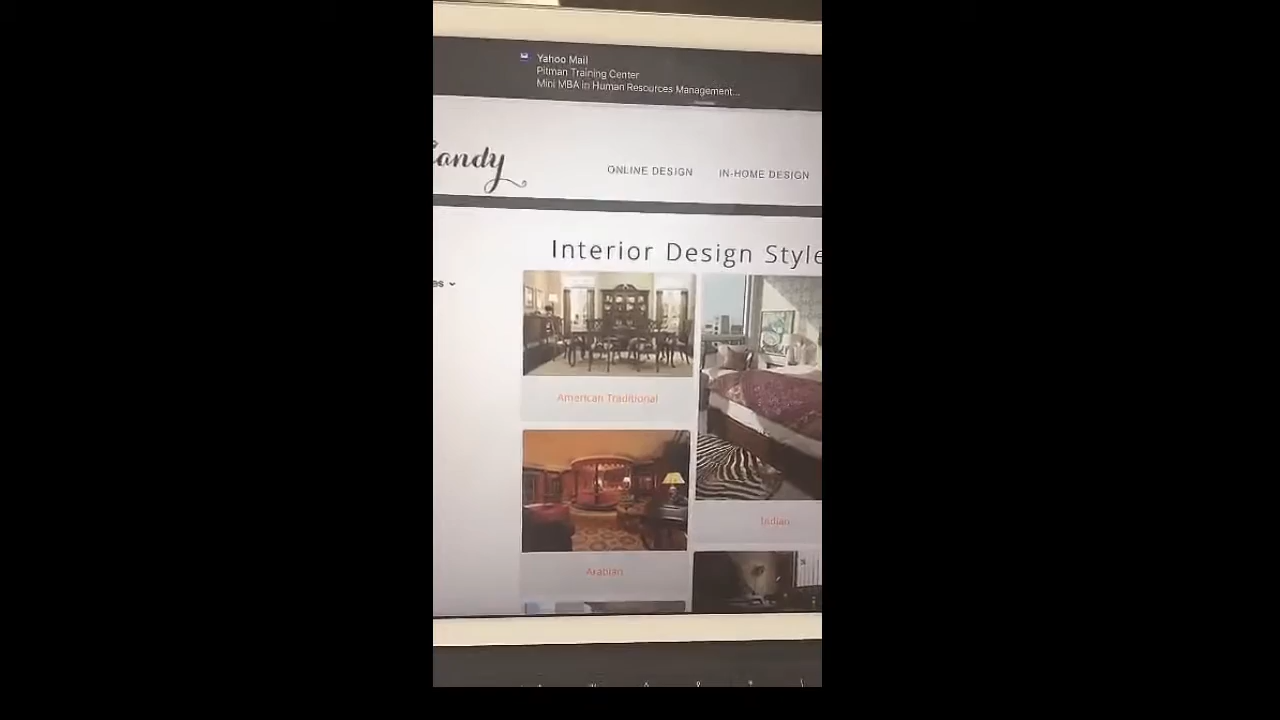 Yahoo Mail
Pitman Training Center
Mini MBA in Human Resources Management...
andy
ONLINE DESIGN
IN-HOME DESIGN
Interior Design Style
es
American Traditional
Indian
Arabian